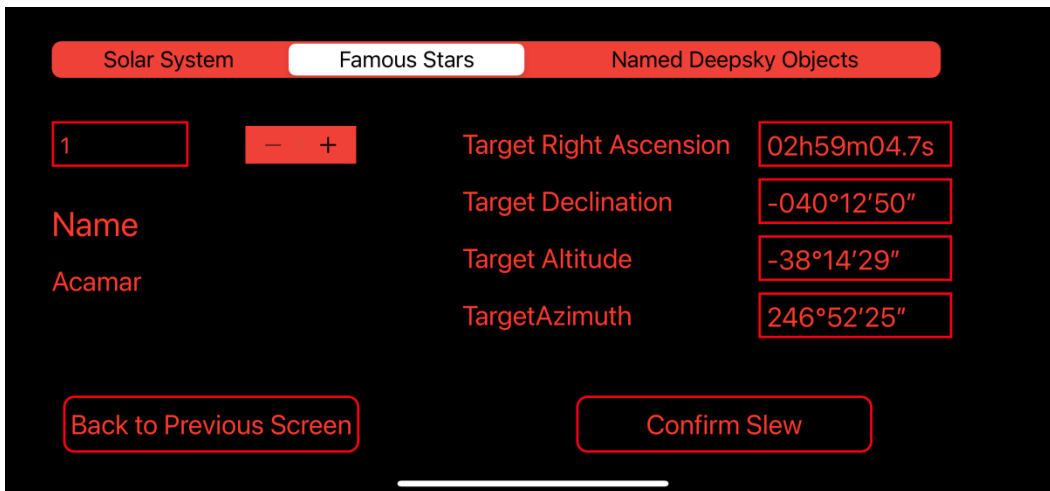 Solar System Famous Stars Named Deepsky Objects
1 − + Target Right Ascension 02h59m04.7s
Target Declination -040°12′50″
Name
Target Altitude -38°14′29″
Acamar
TargetAzimuth 246°52′25″
Back to Previous Screen Confirm Slew